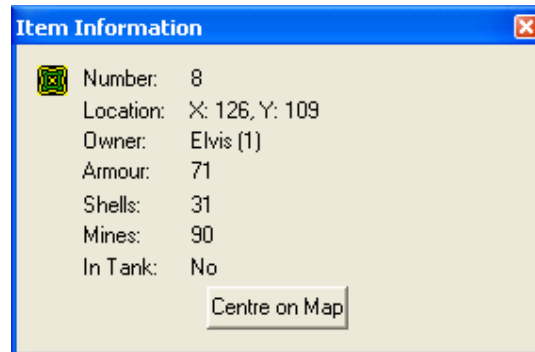 Item Information
Number: 8
Location: X: 126, Y: 109
Owner: Elvis (1)
Armour: 71
Shells: 31
Mines: 90
In Tank: No
Centre on Map